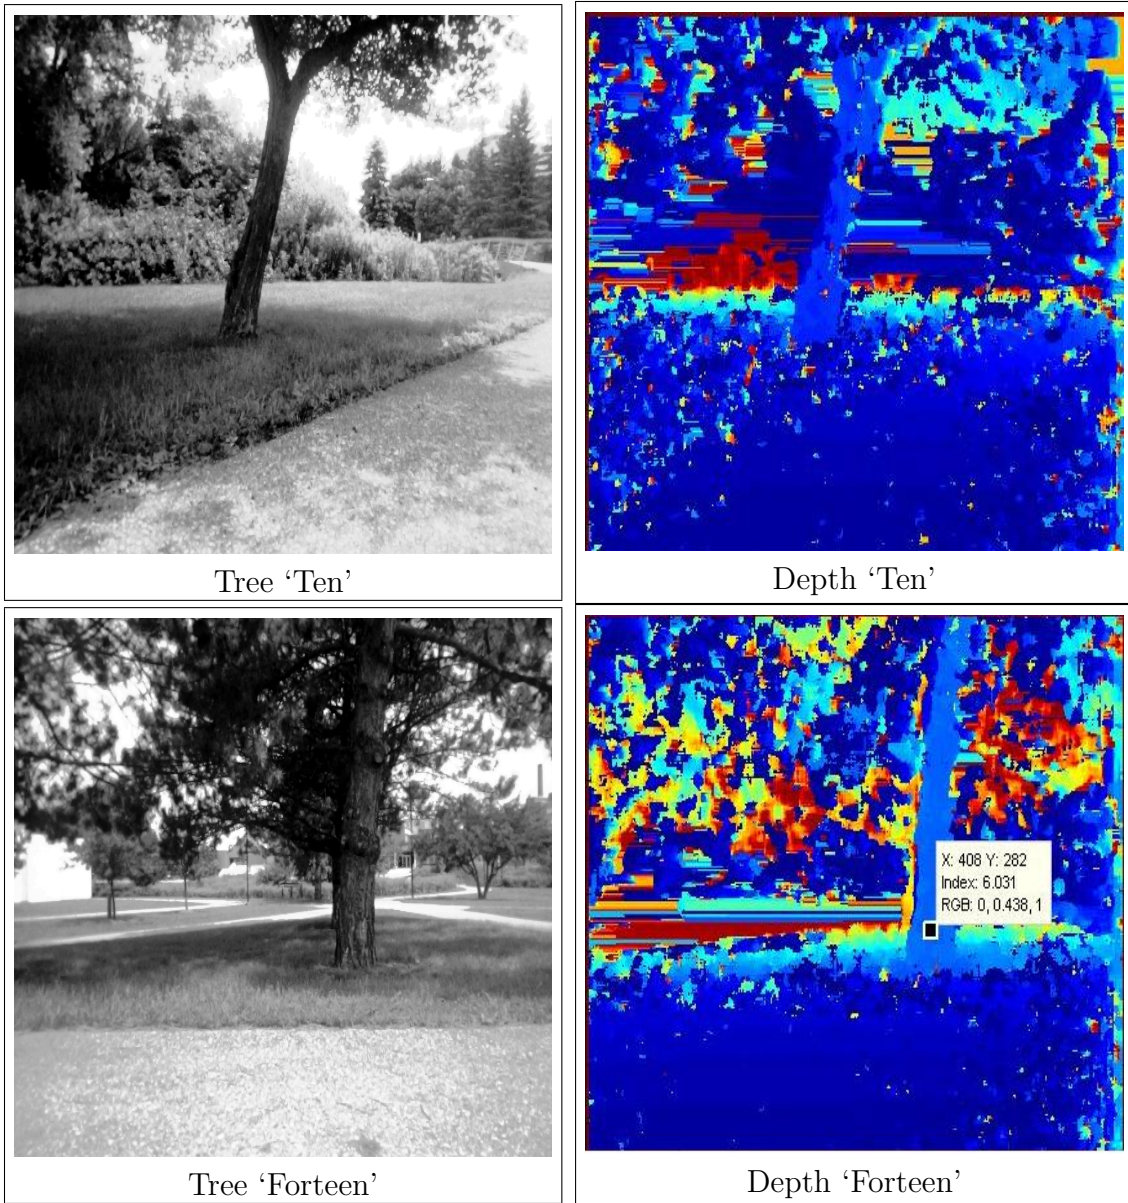 Tree ‘Ten’
Depth ‘Ten’
X: 408 Y: 282
Index: 6.031
RGB: 0, 0.438, 1
Tree ‘Forteen’
Depth ‘Forteen’